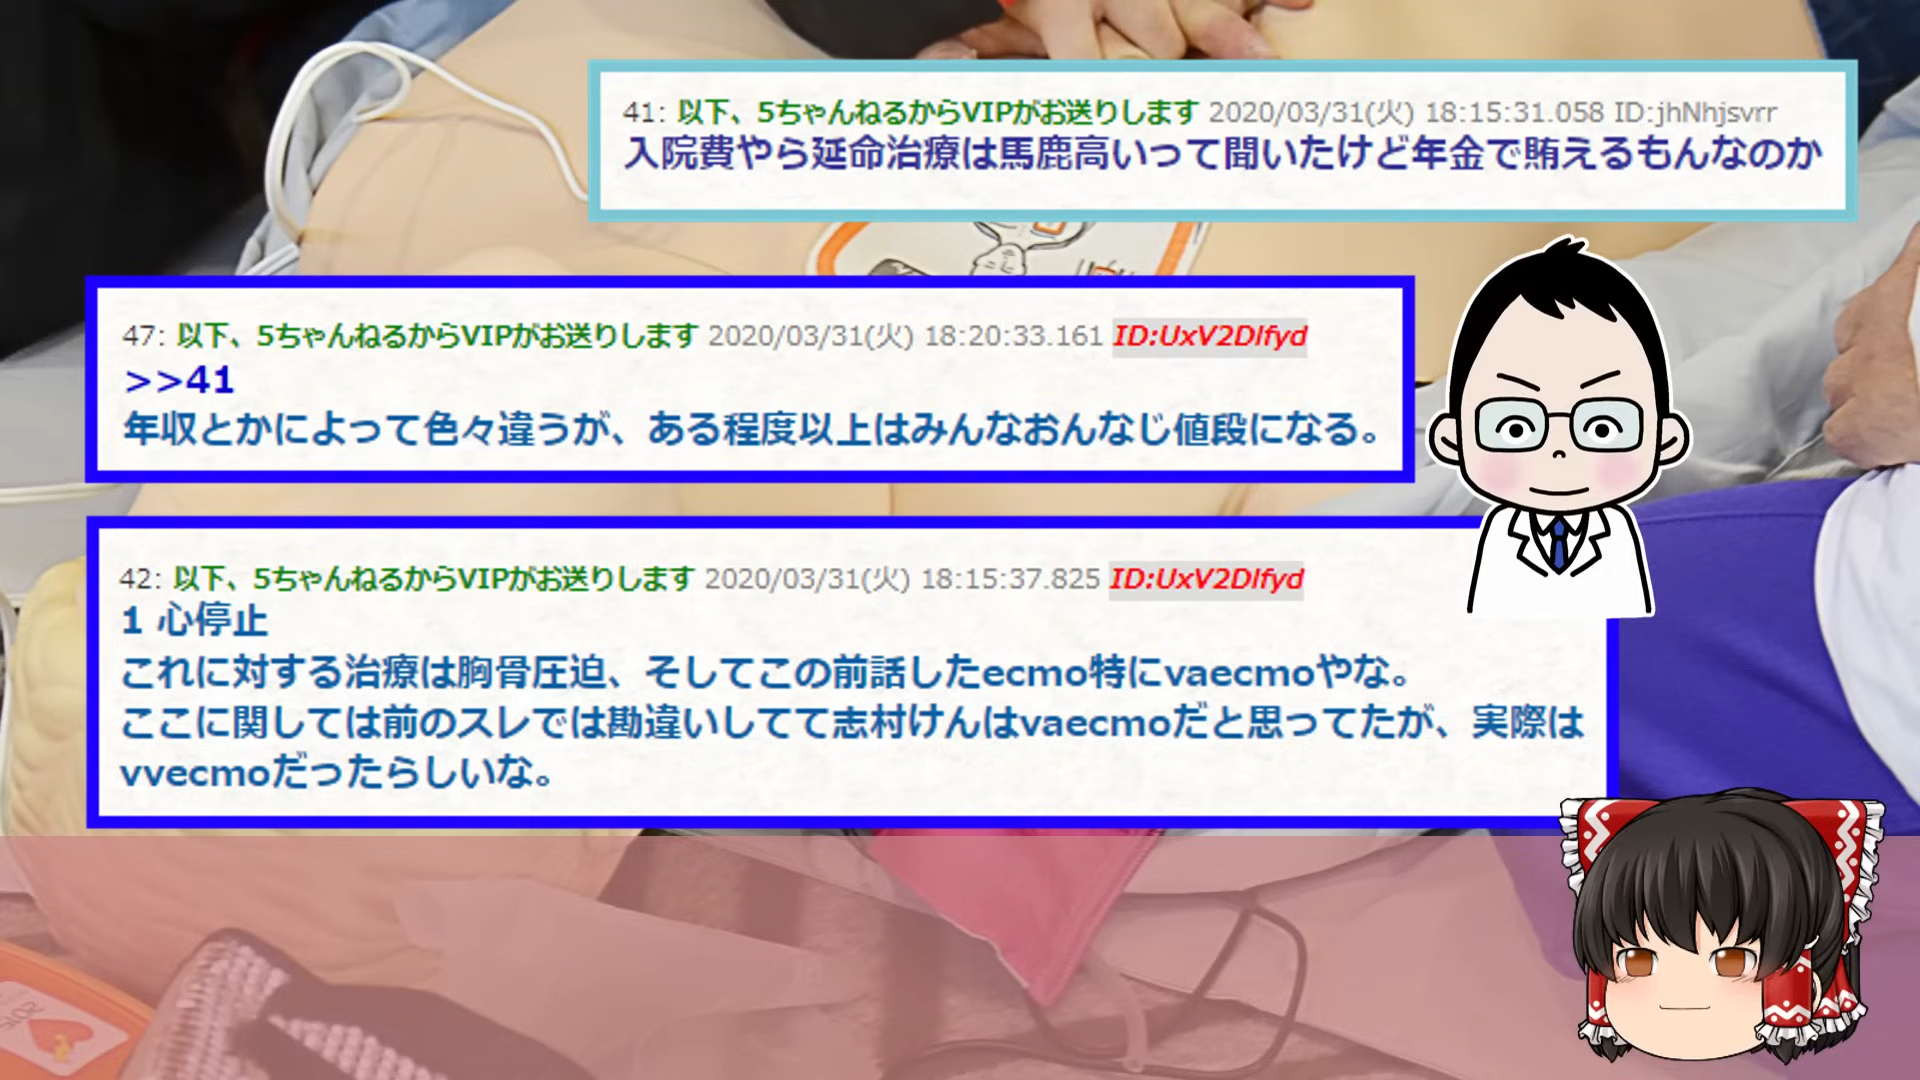 41: 以下、5ちゃんねるからVIPがお送りします 2020/03/31(火) 18:15:31.058 ID:jhNhjsvrr
入院費やら延命治療は馬鹿高いって聞いたけど年金で賄えるもんなのか
47: 以下、5ちゃんねるからVIPがお送りします 2020/03/31(火) 18:20:33.161 ID:UxV2Dlfyd
>>41
年収とかによって色々違うが、ある程度以上はみんなおんなじ値段になる。
42: 以下、5ちゃんねるからVIPがお送りします 2020/03/31(火) 18:15:37.825 ID:UxV2Dlfyd
1 心停止
これに対する治療は胸骨圧迫、そしてこの前話したecmo特にvaecmoやな。
ここに関しては前のスレでは勘違いしてて志村けんはvaecmoだと思ってたが、実際は
vvecmoだったらしいな。